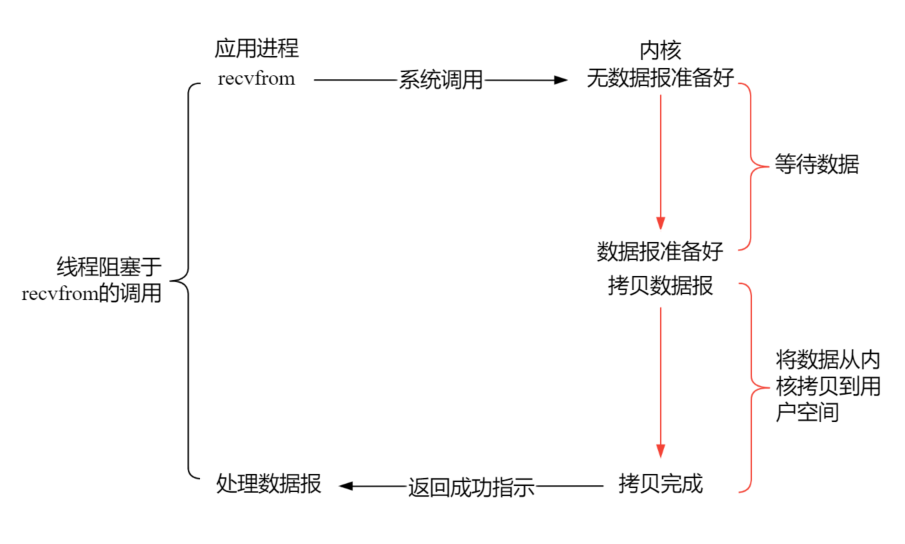 应用进程
recvfrom
系统调用
内核
无数据报准备好
等待数据
数据报准备好
拷贝数据报
线程阻塞于
recvfrom的调用
将数据从内
核拷贝到用
户空间
处理数据报
返回成功指示
拷贝完成